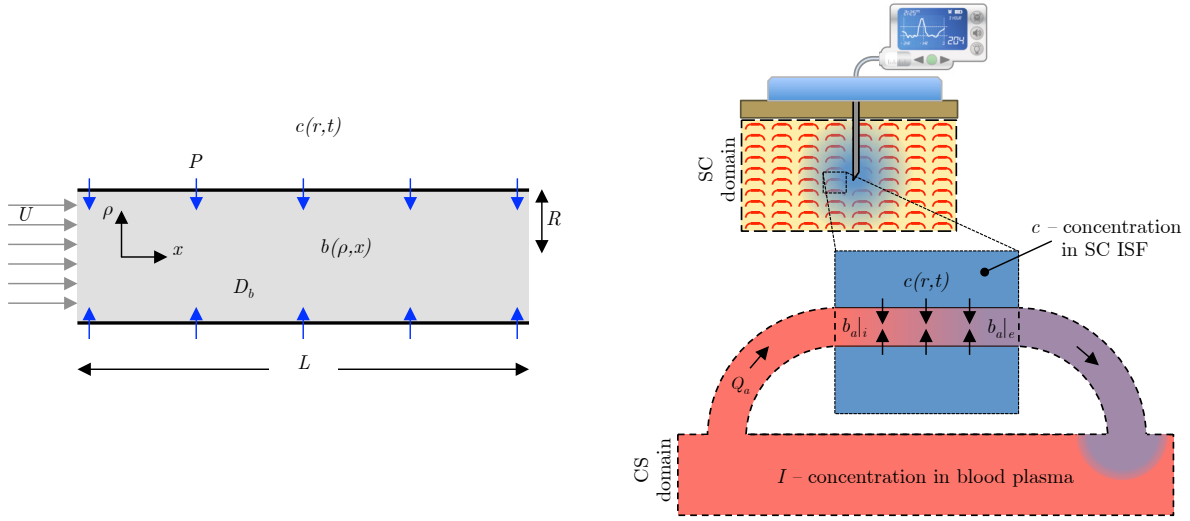 c(r,t)
P
U
ρ
x
b(ρ,x)
R
D_b
L
204
SC
domain
c – concentration
in SC ISF
c(r,t)
b_a|_i
b_a|_e
Q_a
CS
domain
I – concentration in blood plasma